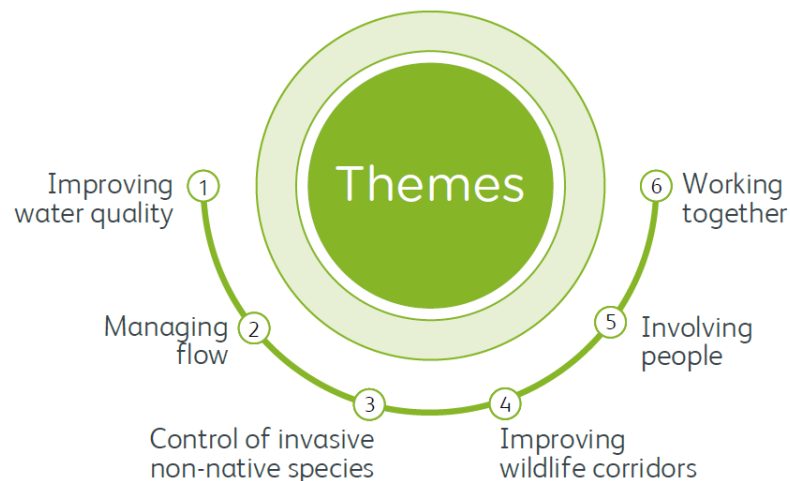 Themes
1
Improving
water quality
2
Managing
flow
3
Control of invasive
non-native species
4
Improving
wildlife corridors
5
Involving
people
6
Working
together